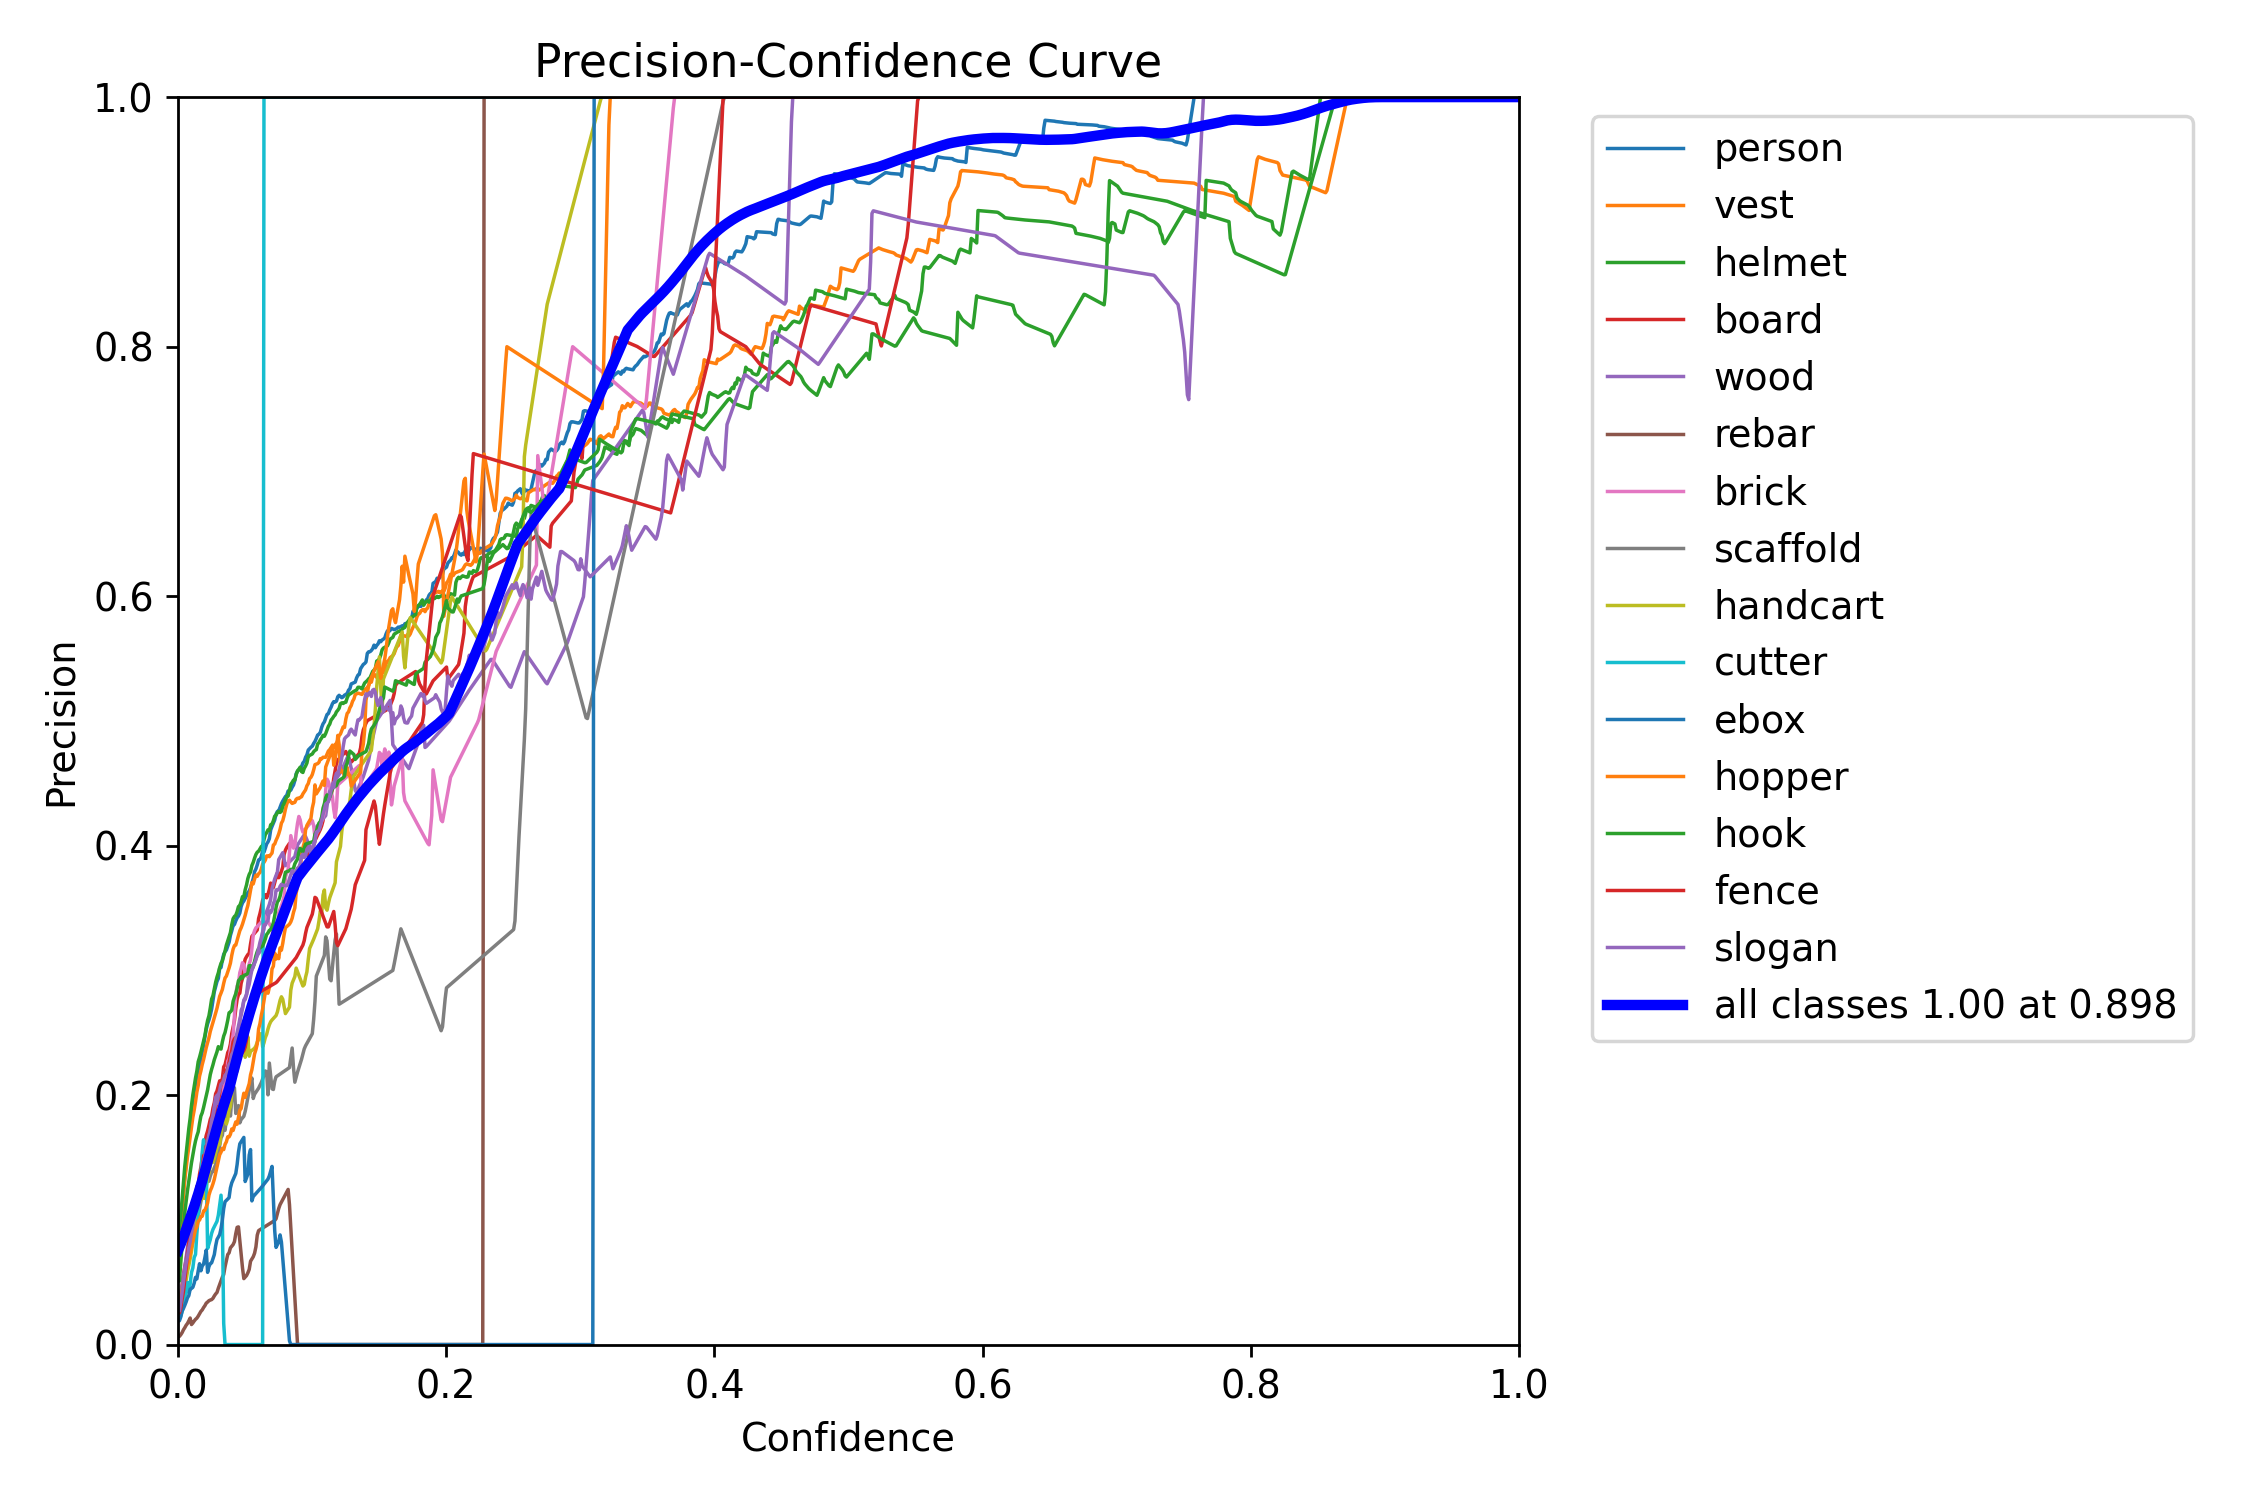 Precision-Confidence Curve
1.0
0.8
0.6
0.4
0.2
0.0
Precision
0.0 0.2 0.4 0.6 0.8 1.0
Confidence
person
vest
helmet
board
wood
rebar
brick
scaffold
handcart
cutter
ebox
hopper
hook
fence
slogan
all classes 1.00 at 0.898